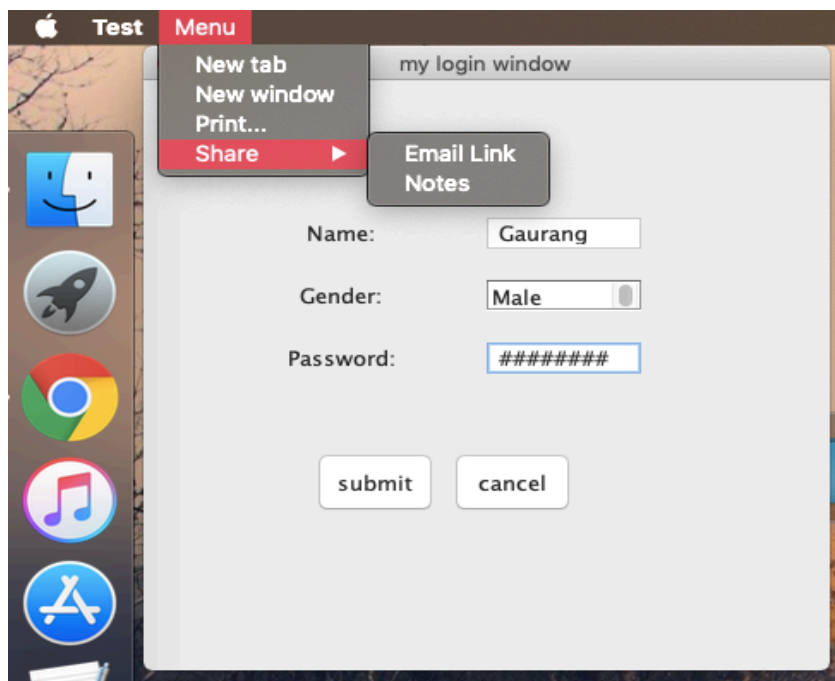 Test Menu
my login window
New tab
New window
Print...
Share
Email Link
Notes
Name: Gaurang
Gender: Male
Password: ########
submit cancel